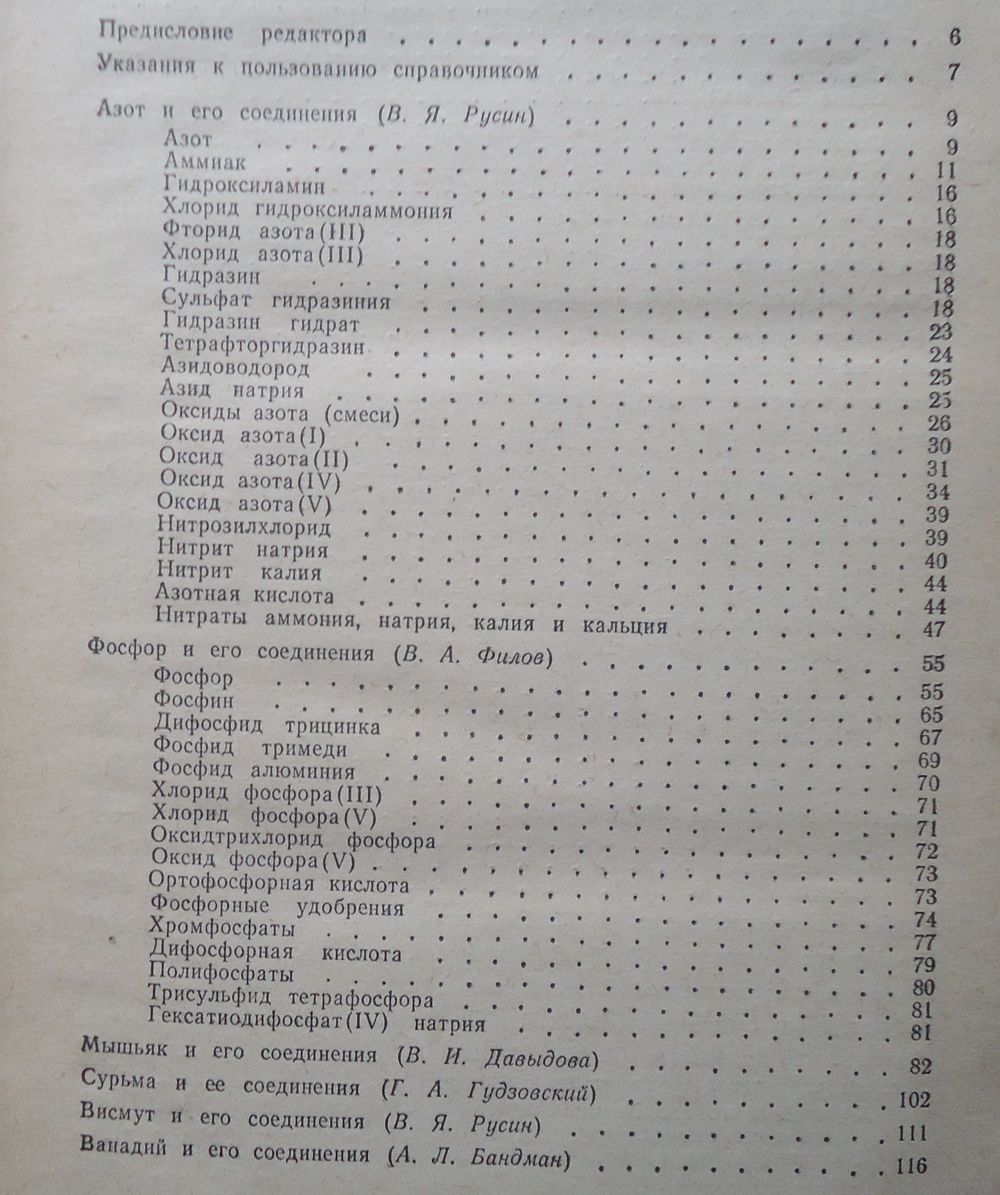 Предисловие редактора . . . . . . . . . . . . . . . . . . . 6
Указания к пользованию справочником . . . . . . . . . . . . . 7
Азот и его соединения (В. Я. Русин) . . . . . . . . . . . . . 9
Азот . . . . . . . . . . . . . . . . . . . . . . . . 9
Аммиак . . . . . . . . . . . . . . . . . . . . . . . 11
Гидроксиламин . . . . . . . . . . . . . . . . . . . . 16
Хлорид гидроксиламмония . . . . . . . . . . . . . . . . 16
Фторид азота(III) . . . . . . . . . . . . . . . . . . . 18
Хлорид азота(III) . . . . . . . . . . . . . . . . . . . 18
Гидразин . . . . . . . . . . . . . . . . . . . . . . 18
Сульфат гидразиния . . . . . . . . . . . . . . . . . . 18
Гидразин гидрат . . . . . . . . . . . . . . . . . . . 23
Тетрафторгидразин . . . . . . . . . . . . . . . . . . . 24
Азидоводород . . . . . . . . . . . . . . . . . . . . 25
Азид натрия . . . . . . . . . . . . . . . . . . . . . 25
Оксиды азота (смеси) . . . . . . . . . . . . . . . . . . 26
Оксид азота(I) . . . . . . . . . . . . . . . . . . . . 30
Оксид азота(II) . . . . . . . . . . . . . . . . . . . 31
Оксид азота(IV) . . . . . . . . . . . . . . . . . . . 34
Оксид азота(V) . . . . . . . . . . . . . . . . . . . . 39
Нитрозилхлорид . . . . . . . . . . . . . . . . . . . . 39
Нитрит натрия . . . . . . . . . . . . . . . . . . . . 40
Нитрит калия . . . . . . . . . . . . . . . . . . . . 44
Азотная кислота . . . . . . . . . . . . . . . . . . . 44
Нитраты аммония, натрия, калия и кальция . . . . . . . . . 47
Фосфор и его соединения (В. А. Филов) . . . . . . . . . . . . 55
Фосфор . . . . . . . . . . . . . . . . . . . . . . . 55
Фосфин . . . . . . . . . . . . . . . . . . . . . . . 65
Дифосфид трицинка . . . . . . . . . . . . . . . . . . 67
Фосфид тримеди . . . . . . . . . . . . . . . . . . . 69
Фосфид алюминия . . . . . . . . . . . . . . . . . . . 70
Хлорид фосфора(III) . . . . . . . . . . . . . . . . . . 71
Хлорид фосфора(V) . . . . . . . . . . . . . . . . . . 71
Оксидтрихлорид фосфора . . . . . . . . . . . . . . . . 72
Оксид фосфора(V) . . . . . . . . . . . . . . . . . . . 73
Ортофосфорная кислота . . . . . . . . . . . . . . . . . 73
Фосфорные удобрения . . . . . . . . . . . . . . . . . 74
Хромфосфаты . . . . . . . . . . . . . . . . . . . . . 77
Дифосфорная кислота . . . . . . . . . . . . . . . . . 79
Полифосфаты . . . . . . . . . . . . . . . . . . . . . 80
Трисульфид тетрафосфора . . . . . . . . . . . . . . . . 81
Гексатиодифосфат(IV) натрия . . . . . . . . . . . . . . 81
Мышьяк и его соединения (В. И. Давыдова) . . . . . . . . . . 82
Сурьма и ее соединения (Г. А. Гудзовский) . . . . . . . . . . 102
Висмут и его соединения (В. Я. Русин) . . . . . . . . . . . . 111
Ванадий и его соединения (А. Л. Бандман) . . . . . . . . . . 116